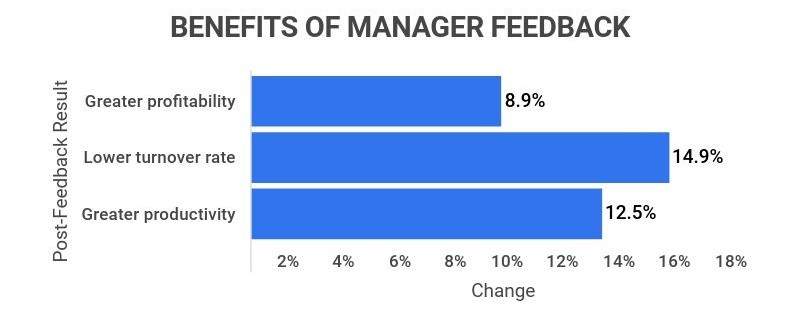 BENEFITS OF MANAGER FEEDBACK
Post-Feedback Result
Greater profitability 8.9%
Lower turnover rate 14.9%
Greater productivity 12.5%
2% 4% 6% 8% 10% 12% 14% 16% 18%
Change